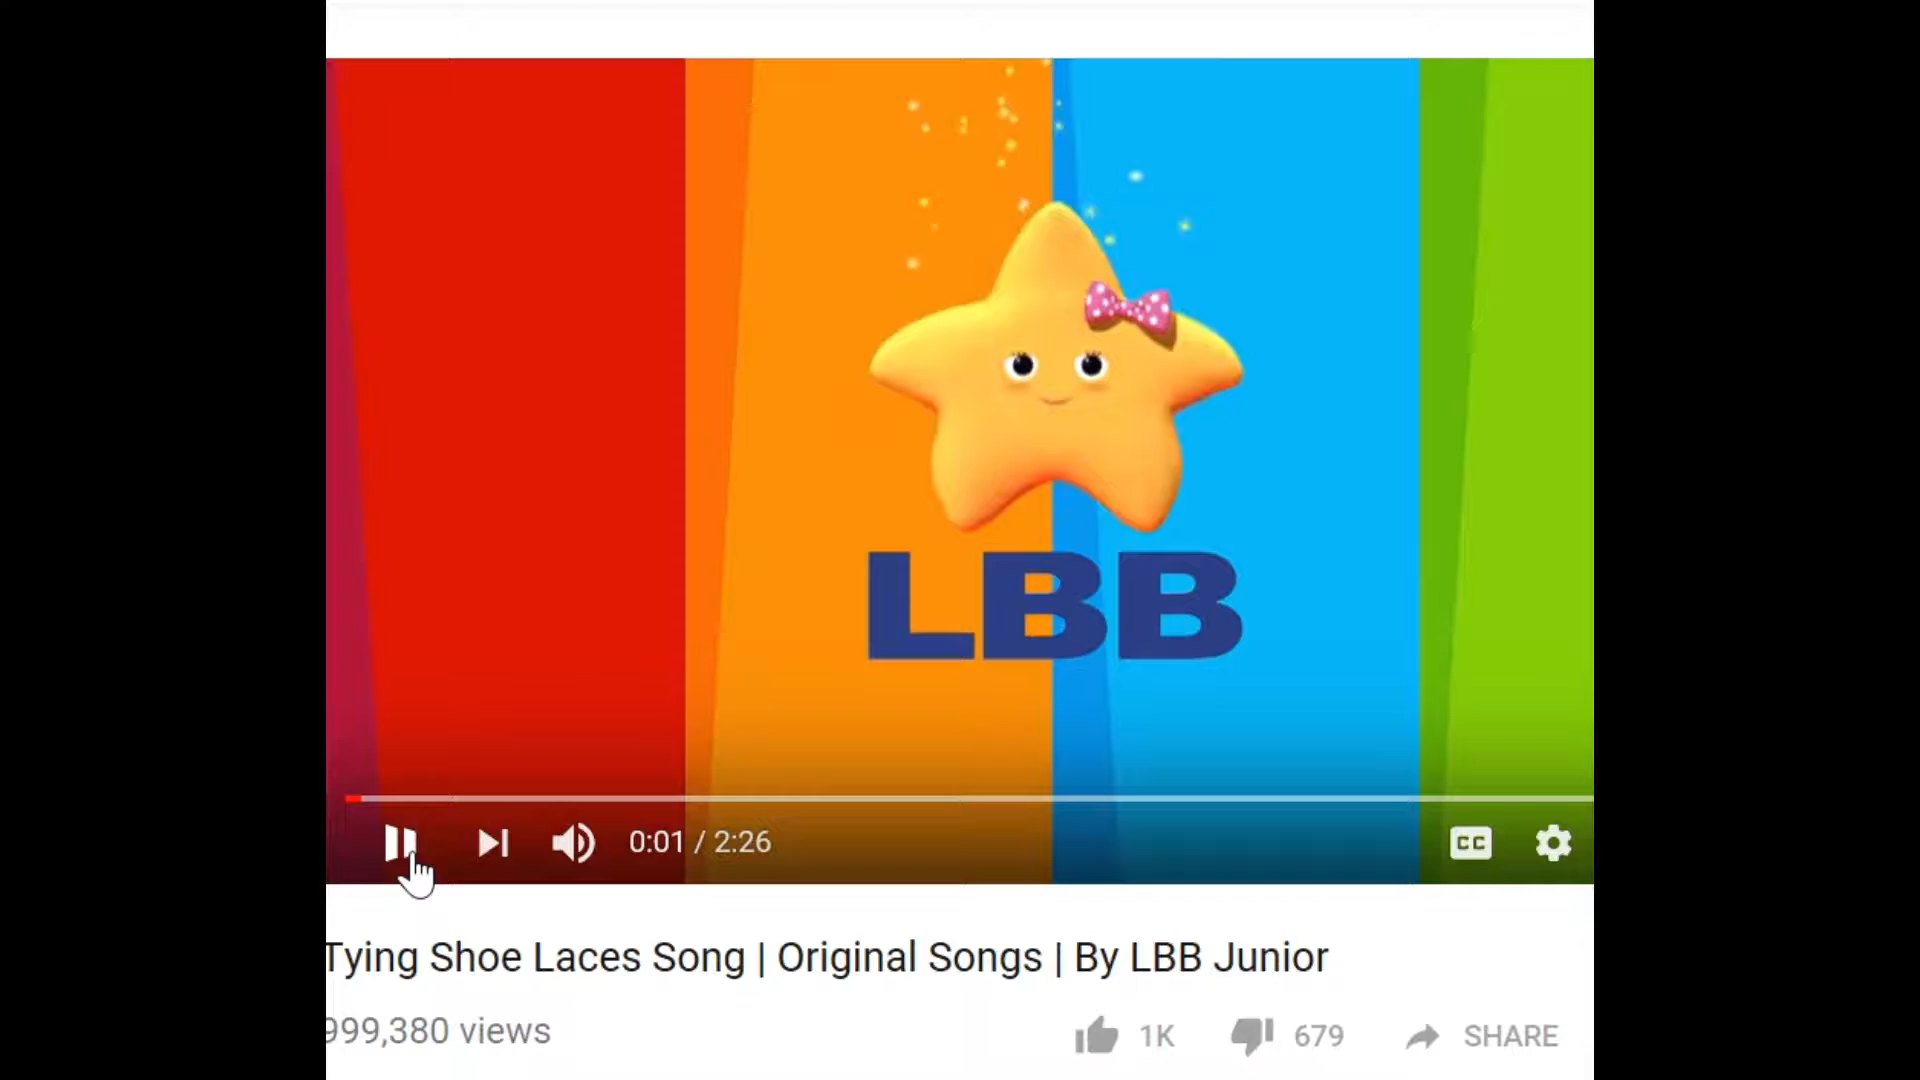 LBB
0:01 / 2:26
CC
Tying Shoe Laces Song | Original Songs | By LBB Junior
999,380 views
1K
679
SHARE